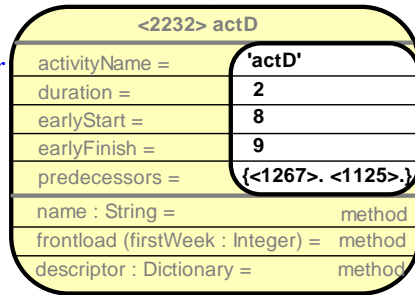 <2232> actD
activityName = 'actD'
duration = 2
earlyStart = 8
earlyFinish = 9
predecessors = {<1267>. <1125>.}
name : String = method
frontload (firstWeek : Integer) = method
descriptor : Dictionary = method